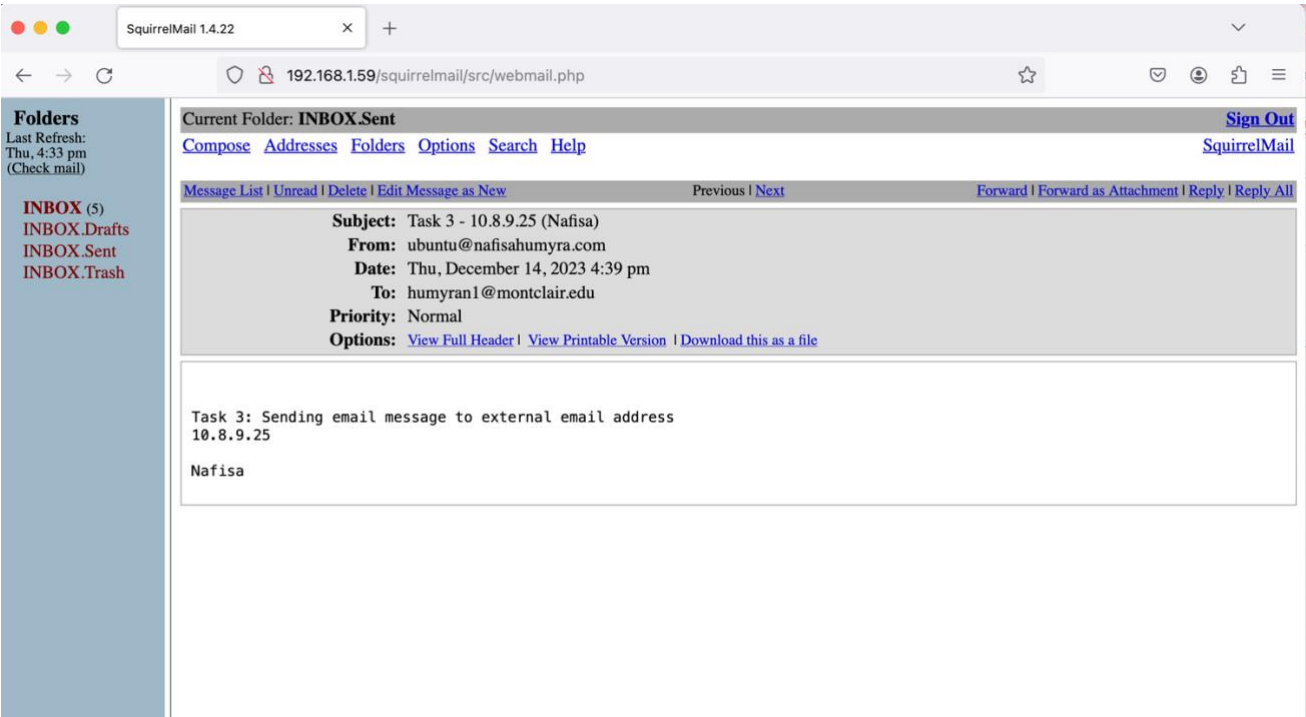 SquirrelMail 1.4.22
192.168.1.59/squirrelmail/src/webmail.php
Folders
Last Refresh:
Thu, 4:33 pm
(Check mail)
INBOX (5)
INBOX.Drafts
INBOX.Sent
INBOX.Trash
Current Folder: INBOX.Sent Sign Out
Compose Addresses Folders Options Search Help SquirrelMail
Message List | Unread | Delete | Edit Message as New Previous | Next Forward | Forward as Attachment | Reply | Reply All
Subject: Task 3 - 10.8.9.25 (Nafisa)
From: ubuntu@nafisahumyra.com
Date: Thu, December 14, 2023 4:39 pm
To: humyran1@montclair.edu
Priority: Normal
Options: View Full Header | View Printable Version | Download this as a file
Task 3: Sending email message to external email address
10.8.9.25
Nafisa